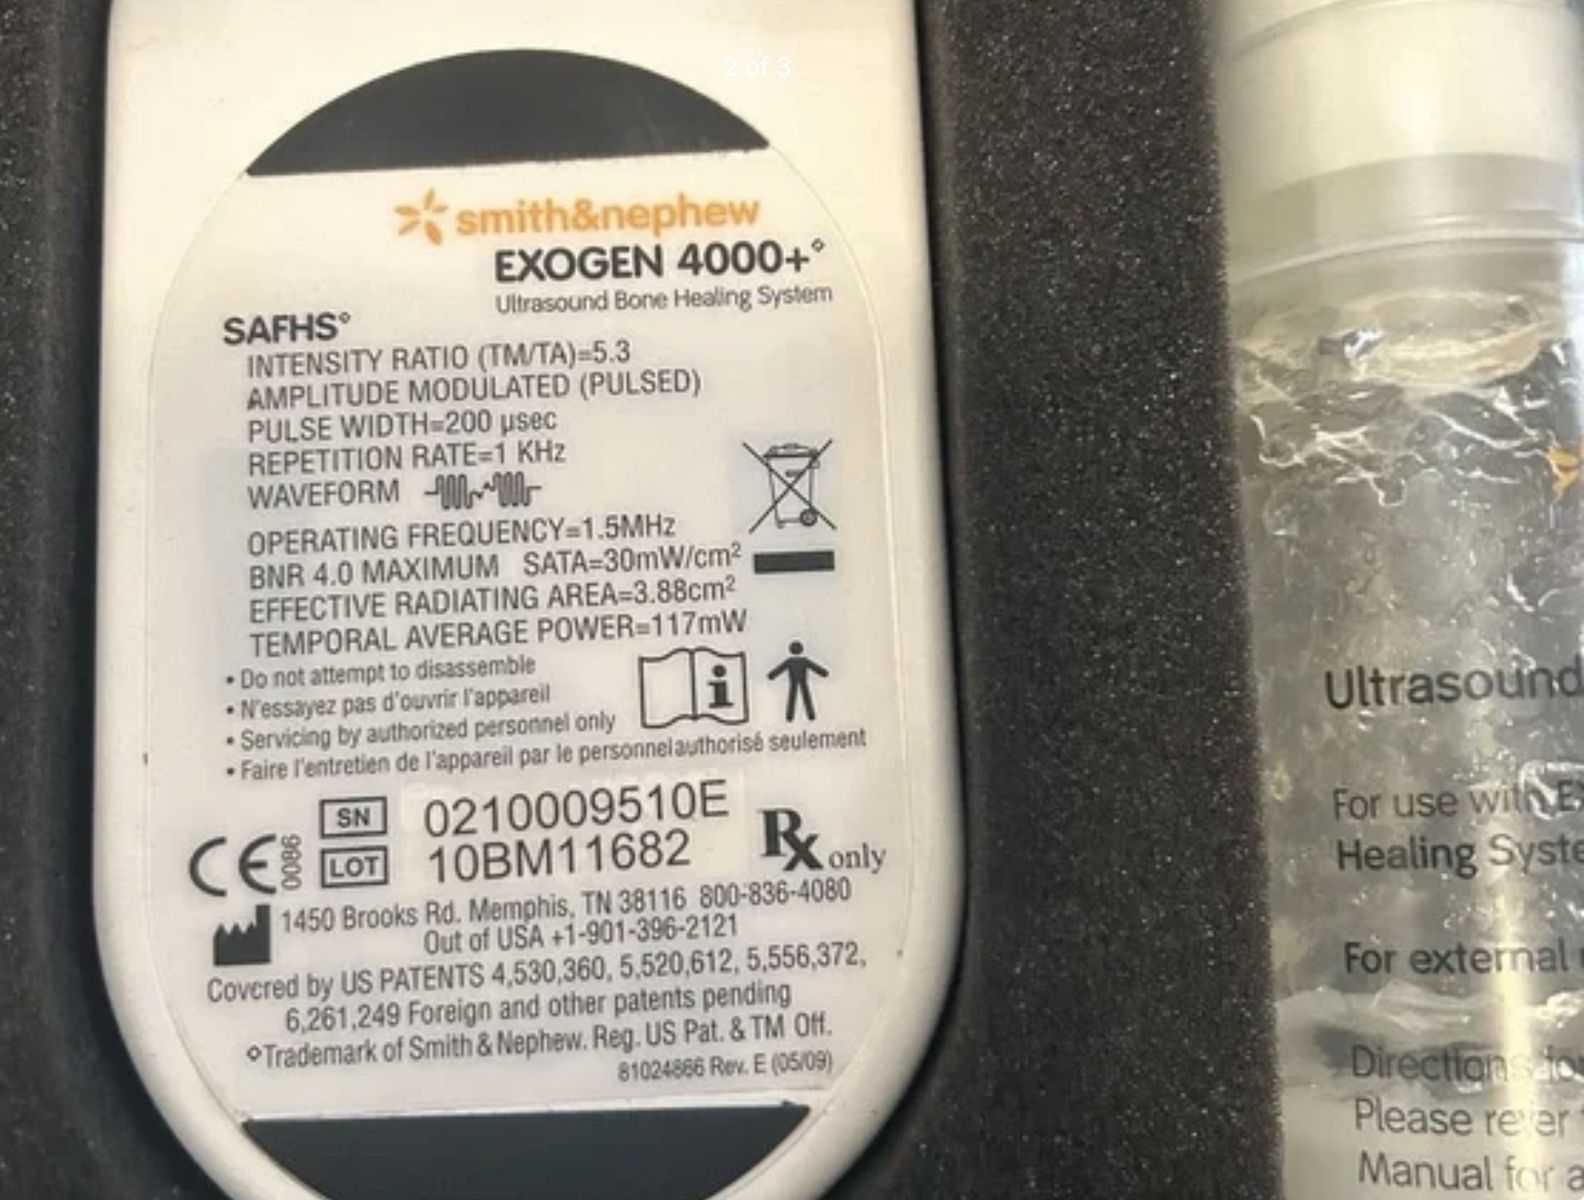 2 of 3
smith&nephew
EXOGEN 4000+°
Ultrasound Bone Healing System
SAFHS°
INTENSITY RATIO (TM/TA)=5.3
AMPLITUDE MODULATED (PULSED)
PULSE WIDTH=200 µsec
REPETITION RATE=1 KHz
WAVEFORM
OPERATING FREQUENCY=1.5MHz
BNR 4.0 MAXIMUM SATA=30mW/cm²
EFFECTIVE RADIATING AREA=3.88cm²
TEMPORAL AVERAGE POWER=117mW
• Do not attempt to disassemble
• N'essayez pas d'ouvrir l'appareil
• Servicing by authorized personnel only
• Faire l'entretien de l'appareil par le personnelauthorisé seulement
SN 0210009510E
CE 0086
LOT 10BM11682
Rx only
1450 Brooks Rd. Memphis, TN 38116 800-836-4080
Out of USA +1-901-396-2121
Covered by US PATENTS 4,530,360, 5,520,612, 5,556,372,
6,261,249 Foreign and other patents pending
°Trademark of Smith & Nephew. Reg. US Pat. & TM Off.
81024866 Rev. E (05/09)
Ultrasound
For use with EX
Healing Syste
For external
Directions for
Please refer
Manual for a